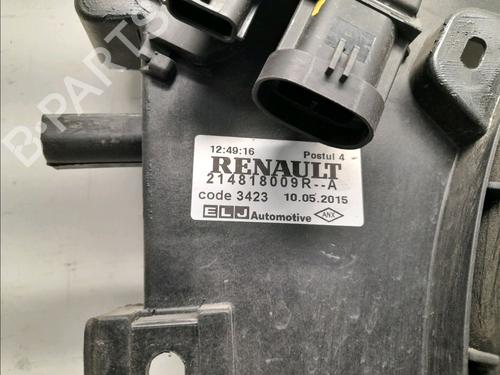 B-PARTS
12:49:16 Postul 4
RENAULT
214818009R--A
code 3423 10.05.2015
ELJ Automotive ANX